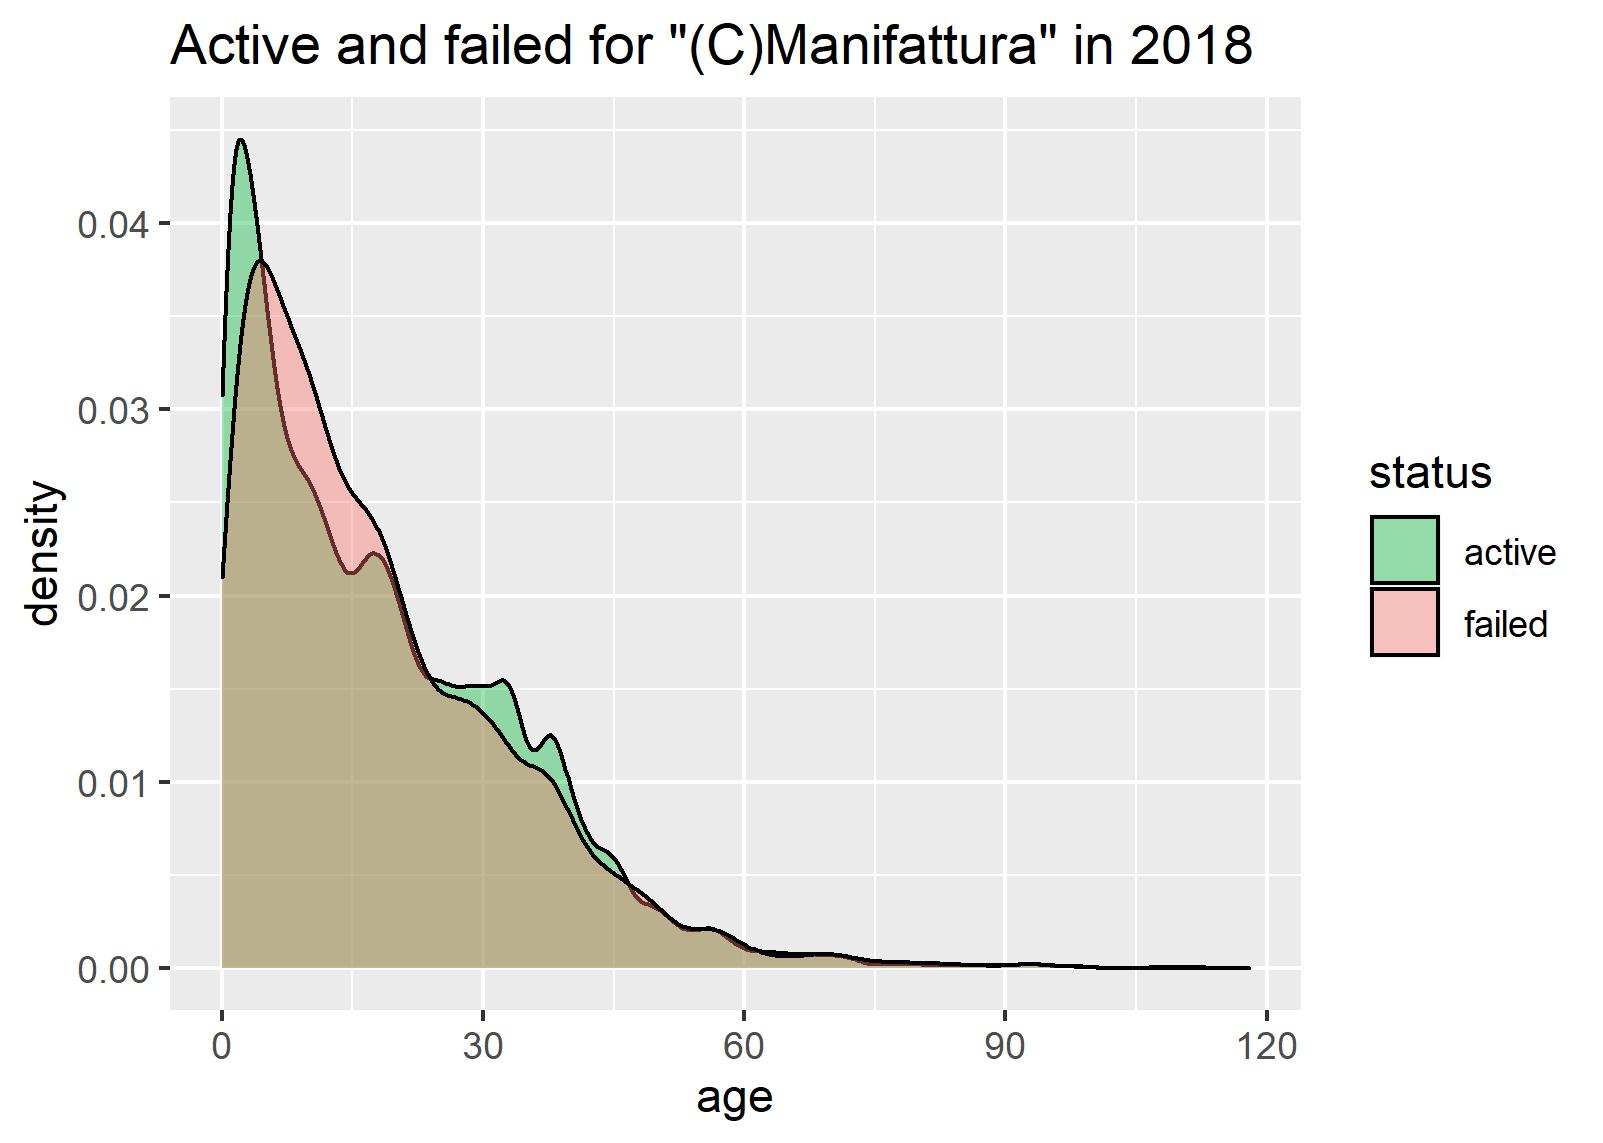 Active and failed for "(C)Manifattura" in 2018
density
0.04
0.03
0.02
0.01
0.00
0
30
60
90
120
age
status
active
failed